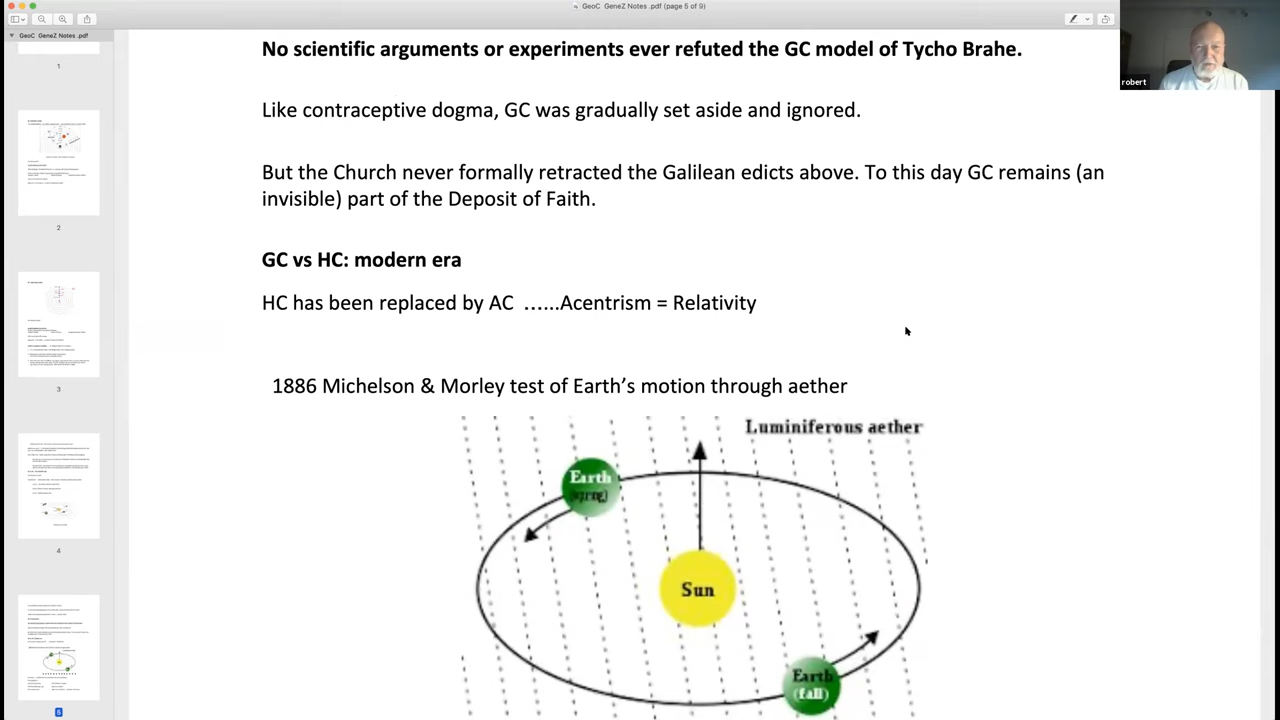 GeoC GeneZ Notes .pdf (page 5 of 9)
GeoC GeneZ Notes .pdf
1
2
3
4
5
No scientific arguments or experiments ever refuted the GC model of Tycho Brahe.
Like contraceptive dogma, GC was gradually set aside and ignored.
But the Church never formally retracted the Galilean edicts above. To this day GC remains (an
invisible) part of the Deposit of Faith.
GC vs HC: modern era
HC has been replaced by AC ......Acentrism = Relativity
1886 Michelson & Morley test of Earth’s motion through aether
Luminiferous aether
Earth
Sun
Earth
(fall)
robert